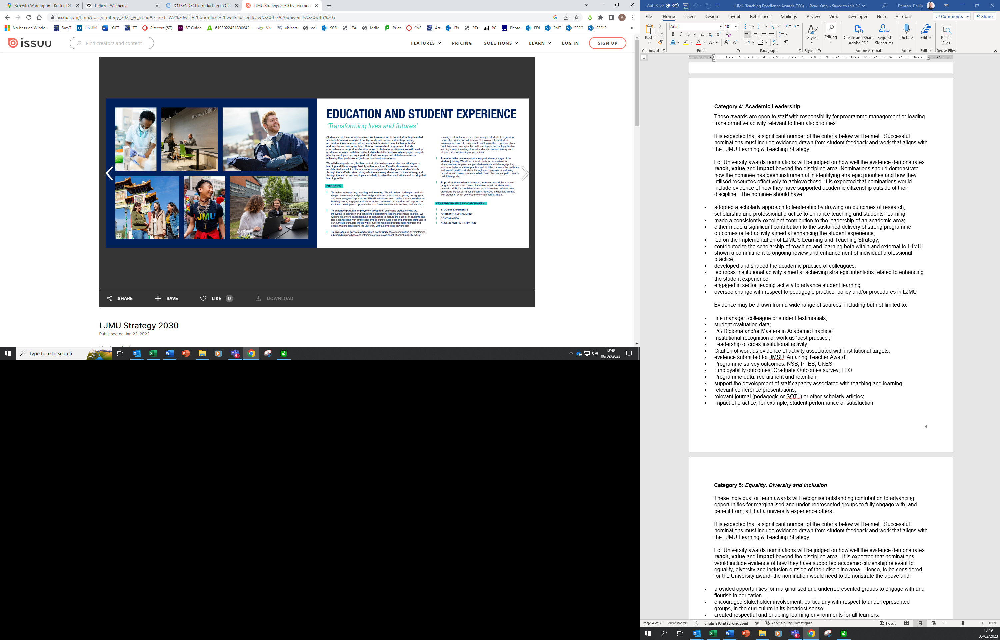 Screwfix Warrington - Kerfoot St
Turkey - Wikipedia
3418FNDSCI Introduction to Che
LJMU Strategy 2030 by Liverpool
issuu.com/ljmu/docs/strategy_2023_vc_issuu#:~:text=We%20will%20prioritise%20work-based,leave%20the%20university%20with%20a
No bass on Windo... SmyT UNUM LOFT TT Sitecore (ST) ST Guide 6192022431390843... Viv visitors edi SCS LTA Mdle Print CVS Att LTs PTs PC Photo EDI FMT ESEC SEDIP »
issuu Find creators and content FEATURES PRICING SOLUTIONS LEARN LOG IN SIGN UP
Business Clinic
LJMU
EDUCATION AND STUDENT EXPERIENCE
‘Transforming lives and futures’
Students sit at the core of our vision. We have a proud history of attracting talented
students from a wide range of backgrounds and are committed to providing
an outstanding education that expands their horizons, unlocks their potential,
and transforms their future lives. Through an excellent programme of study,
comprehensive support, and a wide range of student opportunities, we will develop
graduates who are confident, critical, digitally-skilled and globally-engaged, sought-
after by employers and equipped with the knowledge and skills to succeed in
achieving their professional goals and personal aspirations.
We will develop a broad, flexible portfolio that welcomes students at all stages of
learning and life to engage flexibly with education offered in diverse modes and
models. And we will inspire, advise, encourage and challenge our students both
through the staff who stand alongside them in every dimension of their journey, and
through the alumni and employers who help to raise their aspirations and to bring their
learning to life
PRIORITIES:
To deliver outstanding teaching and learning. We will deliver challenging curricula
shaped by research and professional practice and adopt contemporary pedagogical
and technology-rich approaches. We will use assessment methods that meet diverse
learning needs, engage our students in the co-creation of provision, and support our
staff with development opportunities that foster excellence in teaching and learning.
To enhance graduate employment prospects, cultivating graduates who are
innovative in approach and confident, collaborative leaders and change-makers. We
will prioritise work-based learning opportunities to mature the outlook of students and
forge connections with employers; embed transferable skills and graduate attributes in
our curricula; stimulate the growth of fulfilling regional graduate opportunities; and
ensure that students leave the university with a compelling onward plan.
To diversify our portfolio and student community. We are committed to maintaining
a broad discipline base and retaining our role as an agent of social mobility, whilst
seeking to attract a more mixed economy of students to a growing
range of provision. We will increase the volume of our students
from overseas and at postgraduate level; grow the proportion of our
portfolio offered in conjunction with employers; and multiply flexible
learning routes, including blended and multi-channel delivery and
step-on, step-off learning opportunities.
To embed effective, responsive support at every stage of the
student journey. We will work to eliminate access, retention,
attainment and employment gaps between student demographics;
ensure inclusive academic practice and facilities; promote the resilience
and mental health of students through a comprehensive wellbeing
provision; and mentor students to help them chart a clear path towards
their future goals.
To provide an excellent student experience beyond the academic
programme, with a rich menu of activities to help students build
networks, skills and confidence and to broaden their horizons. Key
provisions are set out in our Student Charter, co-owned and created
with students, which sets out a clear statement of intent.
KEY PERFORMANCE INDICATORS (KPIs)
STUDENT EXPERIENCE
GRADUATE EMPLOYMENT
CONTINUATION
ACCESS AND PARTICIPATION
SHARE SAVE LIKE 0 DOWNLOAD
LJMU Strategy 2030
Published on Jan 23, 2023
Type here to search
13:49
06/02/2023
AutoSave Off LJMU Teaching Excellence Awards (003) - Read-Only • Saved to this PC Denton, Philip
File Home Insert Design Layout References Mailings Review View Developer Help Acrobat Comments Share
Arial 10
Paste Styles Editing Create and Share Adobe PDF Request Signatures Dictate Editor Reuse Files
Clipboard Font Paragraph Styles Adobe Acrobat Voice Editor Reuse Files
Category 4: Academic Leadership
These awards are open to staff with responsibility for programme management or leading
transformative activity relevant to thematic priorities.
It is expected that a significant number of the criteria below will be met. Successful
nominations must include evidence drawn from student feedback and work that aligns with
the LJMU Learning & Teaching Strategy.
For University awards nominations will be judged on how well the evidence demonstrates
reach, value and impact beyond the discipline area. Nominations should demonstrate
how the nominee has been instrumental in identifying strategic priorities and how they
utilised resources effectively to achieve these. It is expected that nominations would
include evidence of how they have supported academic citizenship outside of their
discipline. The nominee should have:
• adopted a scholarly approach to leadership by drawing on outcomes of research,
scholarship and professional practice to enhance teaching and students’ learning
• made a consistently excellent contribution to the leadership of an academic area;
• either made a significant contribution to the sustained delivery of strong programme
outcomes or led activity aimed at enhancing the student experience;
• led on the implementation of LJMU’s Learning and Teaching Strategy;
• contributed to the scholarship of teaching and learning both within and external to LJMU.
• shown a commitment to ongoing review and enhancement of individual professional
practice;
• developed and shaped the academic practice of colleagues;
• led cross-institutional activity aimed at achieving strategic intentions related to enhancing
the student experience;
• engaged in sector-leading activity to advance student learning
• oversee change with respect to pedagogic practice, policy and/or procedures in LJMU
Evidence may be drawn from a wide range of sources, including but not limited to:
• line manager, colleague or student testimonials;
• student evaluation data;
• PG Diploma and/or Masters in Academic Practice;
• Institutional recognition of work as ‘best practice’;
• Leadership of cross-institutional activity;
• Citation of work as evidence of activity associated with institutional targets;
• evidence submitted for JMSU ‘Amazing Teacher Award’;
• Programme survey outcomes: NSS, PTES, UKES;
• Employability outcomes: Graduate Outcomes survey, LEO;
• Programme data: recruitment and retention;
• support the development of staff capacity associated with teaching and learning
• relevant conference presentations;
• relevant journal (pedagogic or SOTL) or other scholarly articles;
• impact of practice, for example, student performance or satisfaction.
4
Category 5: Equality, Diversity and Inclusion
These individual or team awards will recognise outstanding contribution to advancing
opportunities for marginalised and under-represented groups to fully engage with, and
benefit from, all that a university experience offers.
It is expected that a significant number of the criteria below will be met. Successful
nominations must include evidence drawn from student feedback and work that aligns with
the LJMU Learning & Teaching Strategy.
For University awards nominations will be judged on how well the evidence demonstrates
reach, value and impact beyond the discipline area. It is expected that nominations
would include evidence of how they have supported academic citizenship relevant to
equality, diversity and inclusion outside of their discipline area. Hence, to be considered
for the University award, the nomination would need to demonstrate the above and:
• provided opportunities for marginalised and underrepresented groups to engage with and
flourish in education
• encouraged stakeholder involvement, particularly with respect to underrepresented
groups, in the curriculum in its broadest sense.
• created respectful and enabling learning environments for all learners.
Page 4 of 7 2092 words English (United Kingdom) Accessibility: Investigate Focus 100%
13:49
06/02/2023